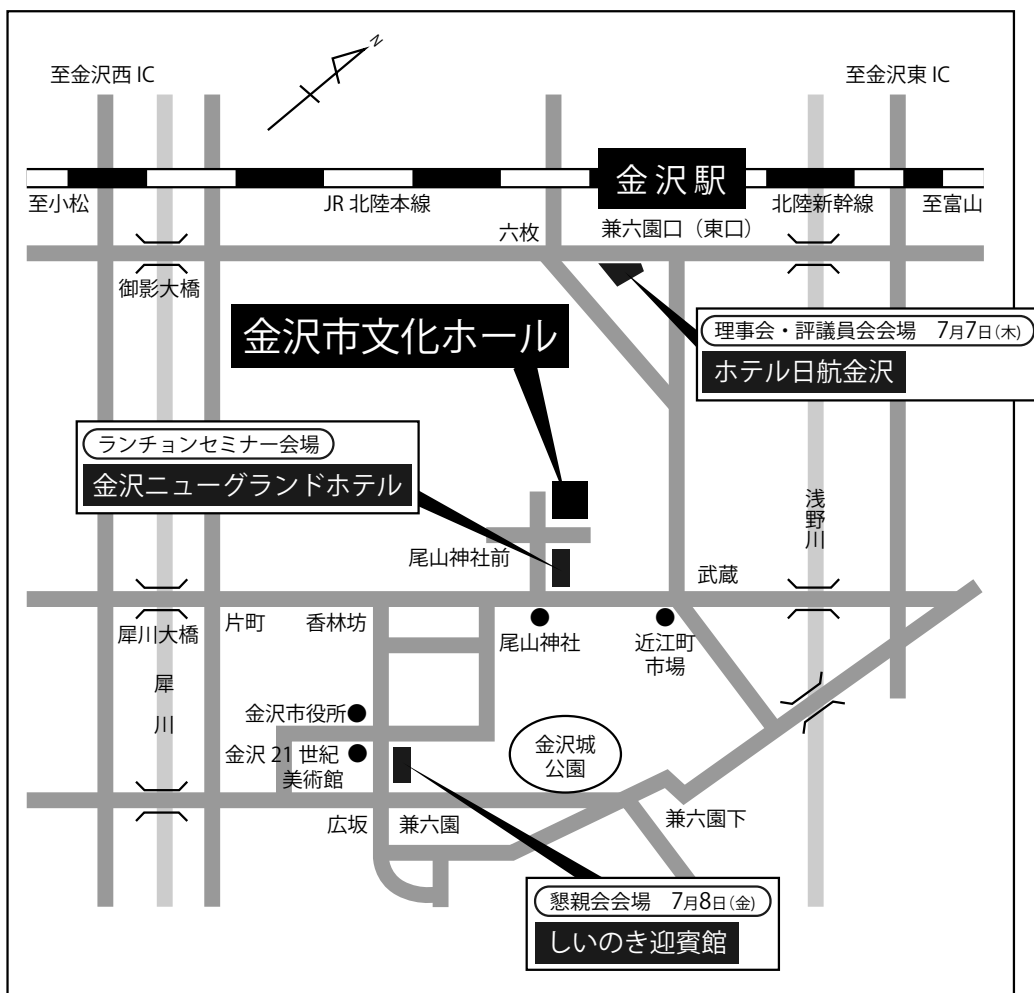 N
至金沢西 IC
至金沢東 IC
金沢駅
至小松
JR 北陸本線
北陸新幹線
至富山
六枚
兼六園口（東口）
御影大橋
金沢市文化ホール
理事会・評議員会会場　7月7日(木)
ホテル日航金沢
ランチョンセミナー会場
金沢ニューグランドホテル
浅野川
尾山神社前
武蔵
犀川大橋
片町
香林坊
尾山神社
近江町
市場
犀川
金沢市役所
金沢 21 世紀
美術館
金沢城
公園
広坂
兼六園
兼六園下
懇親会会場　7月8日(金)
しいのき迎賓館